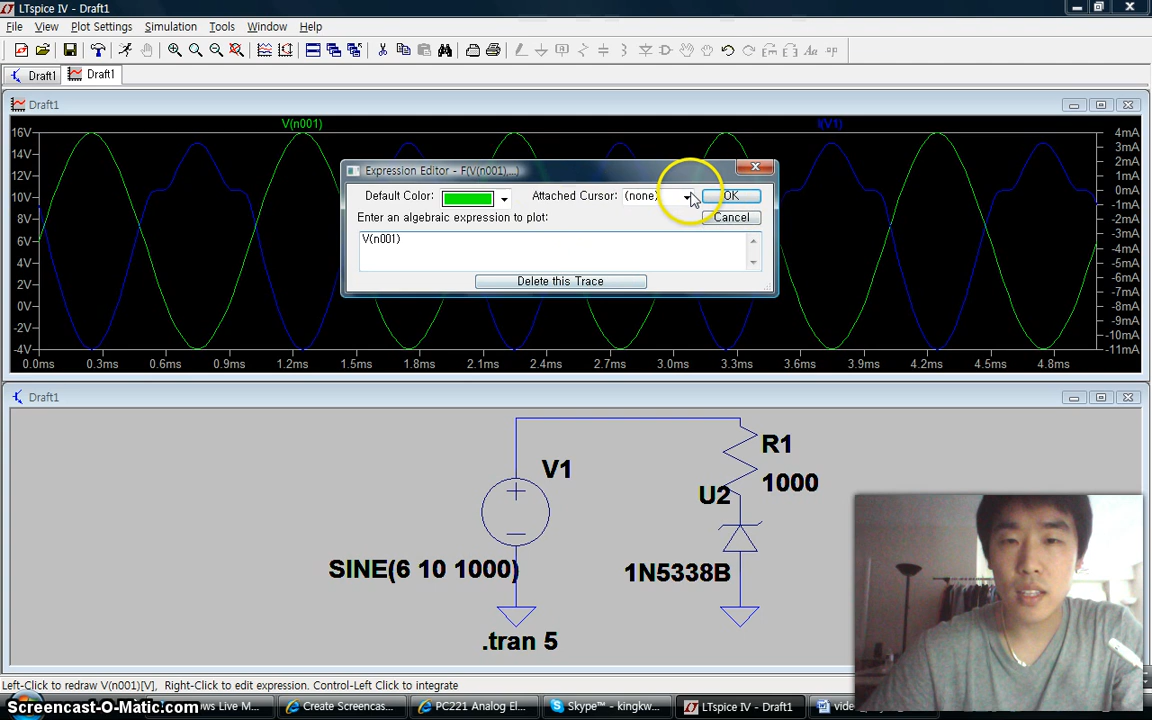 LTspice IV - Draft1
File View Plot Settings Simulation Tools Window Help
Draft1 Draft1
Draft1
V(n001) I(V1)
16V 4mA
14V 2mA
12V 1mA
10V 0mA
8V -1mA
-2mA
6V -3mA
-4mA
4V -5mA
2V -6mA
-7mA
0V -8mA
-9mA
-2V -10mA
-4V -11mA
0.0ms 0.3ms 0.6ms 0.9ms 1.2ms 1.5ms 1.8ms 2.1ms 2.4ms 2.7ms 3.0ms 3.3ms 3.6ms 3.9ms 4.2ms 4.5ms 4.8ms
Expression Editor - F(V(n001),...)
Default Color: Attached Cursor: (none) OK
Enter an algebraic expression to plot: Cancel
V(n001)
Delete this Trace
Draft1
V1
SINE(6 10 1000)
.tran 5
R1
1000
U2
1N5338B
Left-Click to redraw V(n001)[V], Right-Click to edit expression. Control-Left Click to integrate
Screencast-O-Matic.com
ws Live M... Create Screencas... PC221 Analog El... Skype™ - kingkw... LTspice IV - Draft1